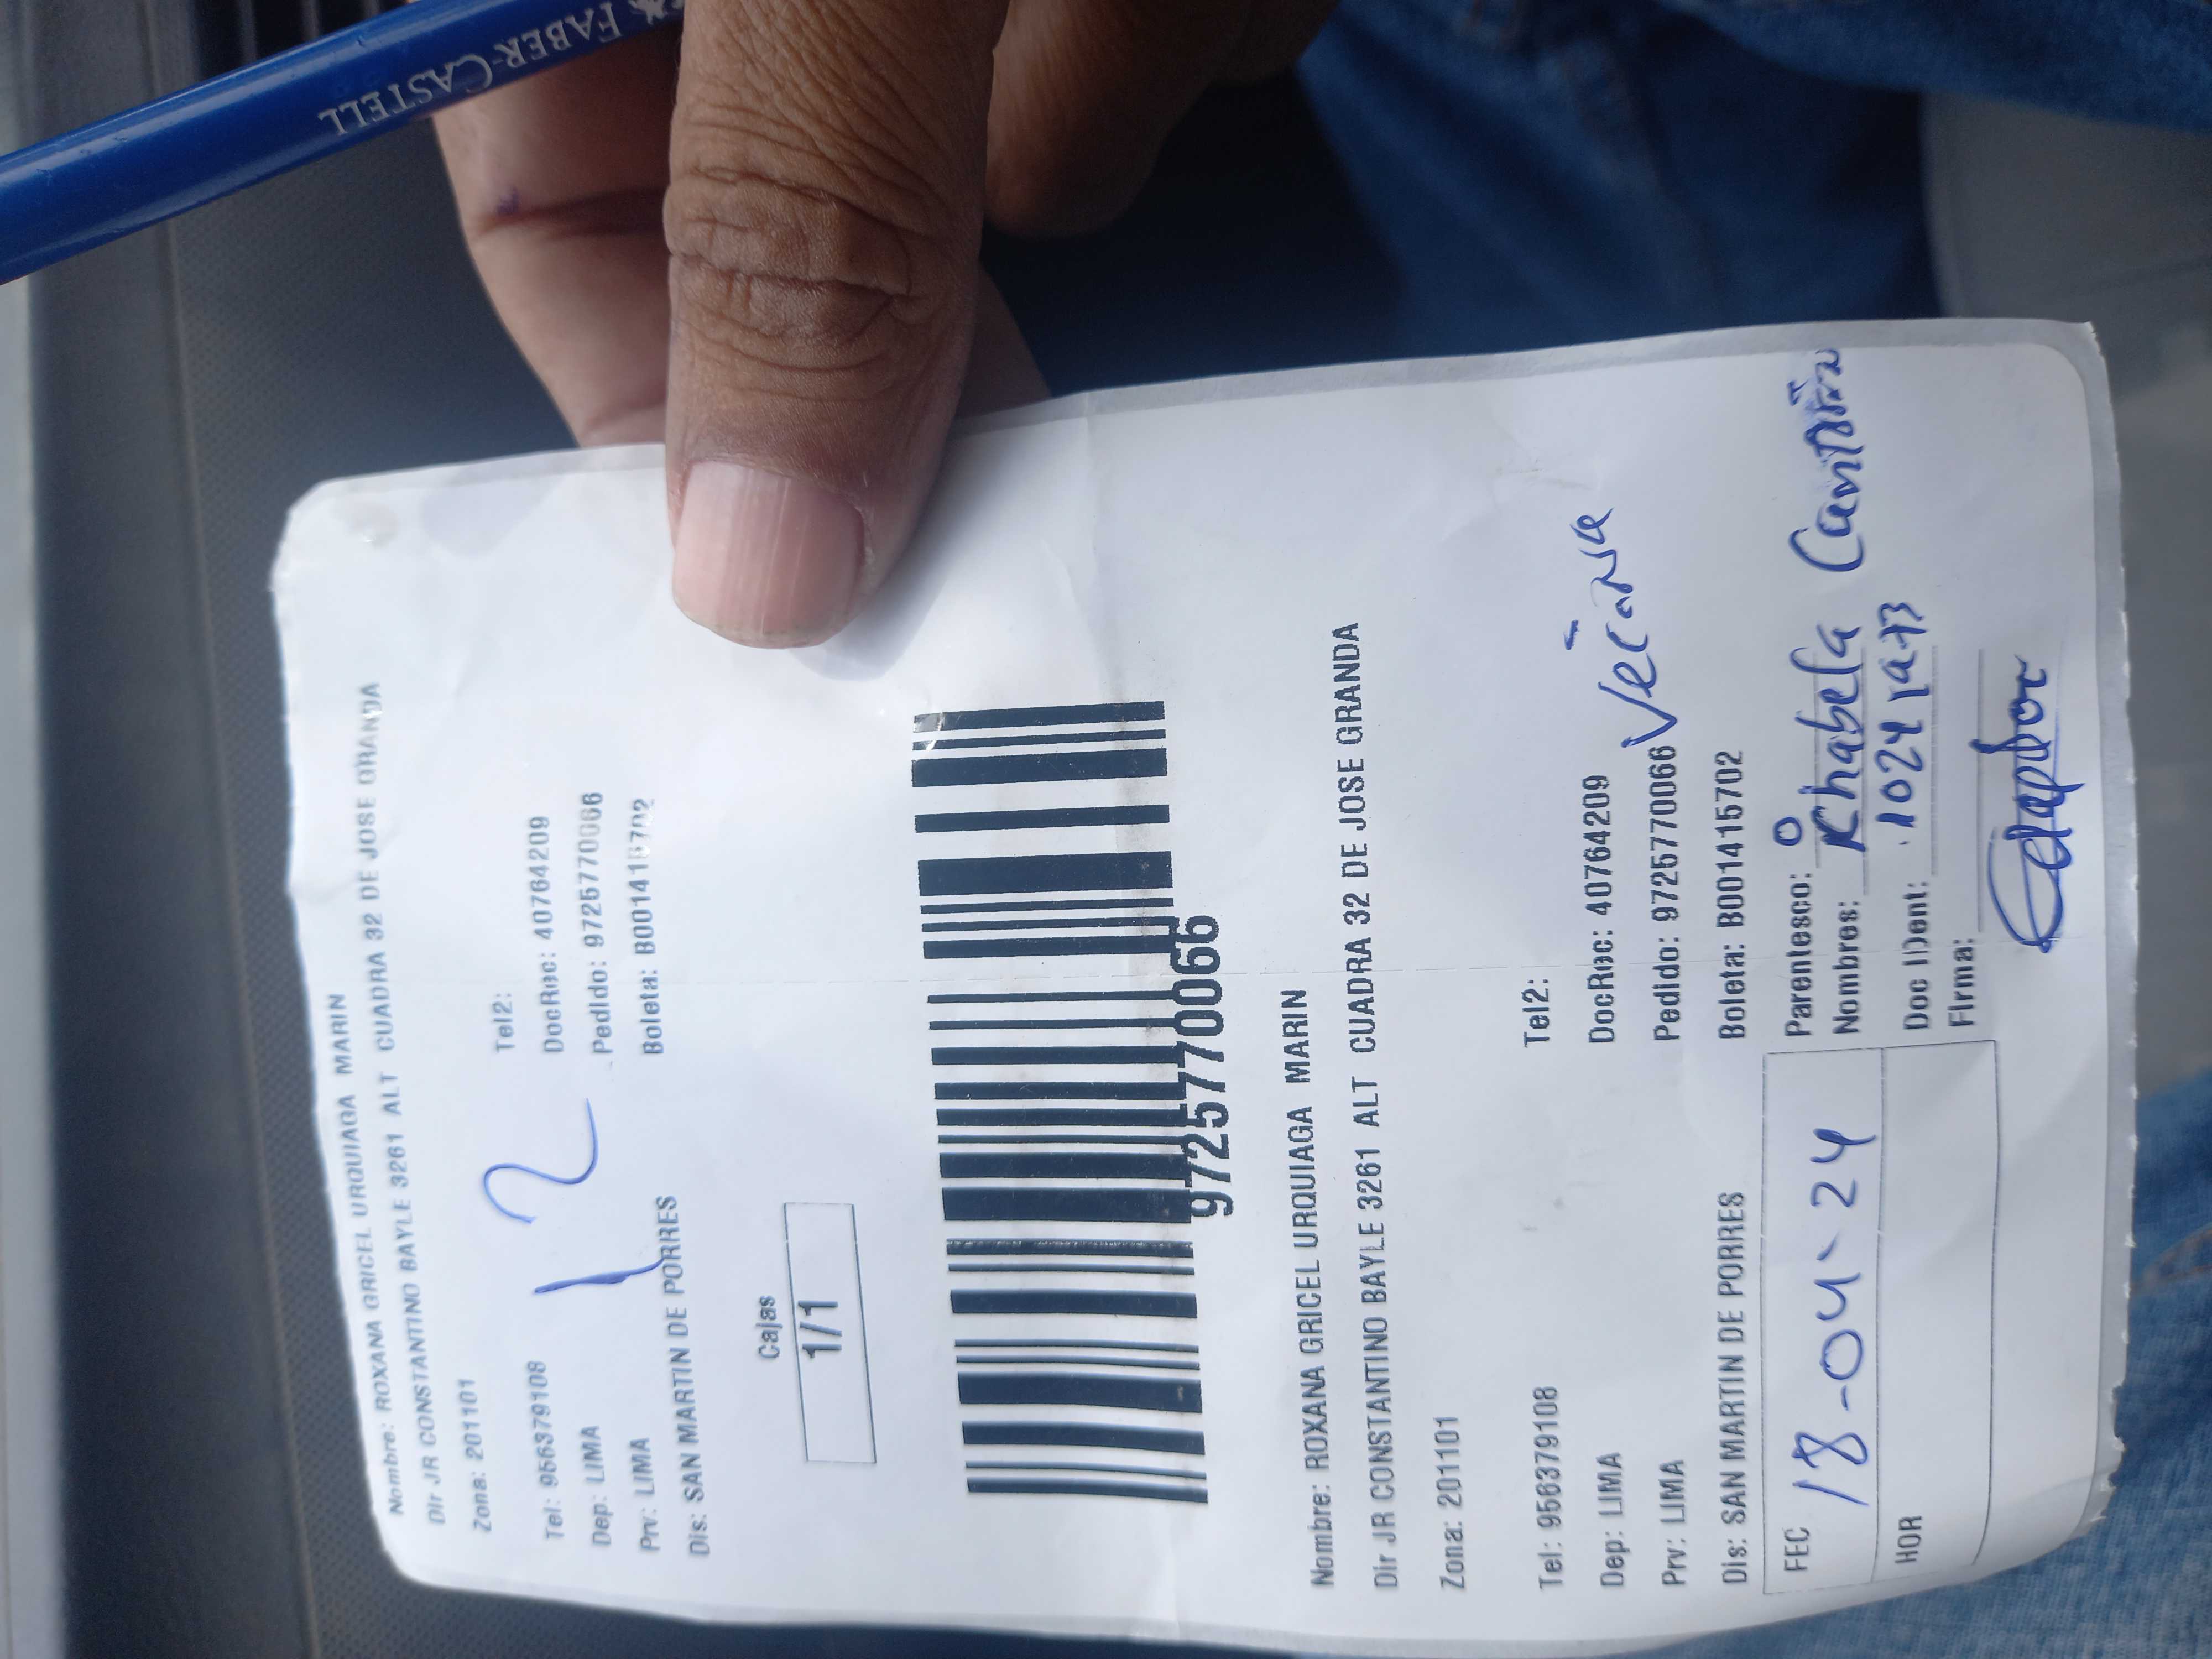 FABER-CASTELL
Nombre: ROXANA GRICEL URQUIAGA MARIN
Dir JR CONSTANTINO BAYLE 3261 ALT CUADRA 32 DE JOSE GRANDA
Zona: 201101
Tel: 956379108 Tel2:
Dep: LIMA DocRec: 40764209
Prv: LIMA Pedido: 9725770066
Dis: SAN MARTIN DE PORRES Boleta: B001415702
12
Cajas
1/1
9725770066
Nombre: ROXANA GRICEL URQUIAGA MARIN
Dir JR CONSTANTINO BAYLE 3261 ALT CUADRA 32 DE JOSE GRANDA
Zona: 201101
Tel: 956379108 Tel2:
Dep: LIMA DocRec: 40764209
Prv: LIMA Pedido: 9725770066 Vecina
Dis: SAN MARTIN DE PORRES Boleta: B001415702
FEC 18-04-24 Parentesco:
Nombres:
HOR Doc IDent:
Firma: